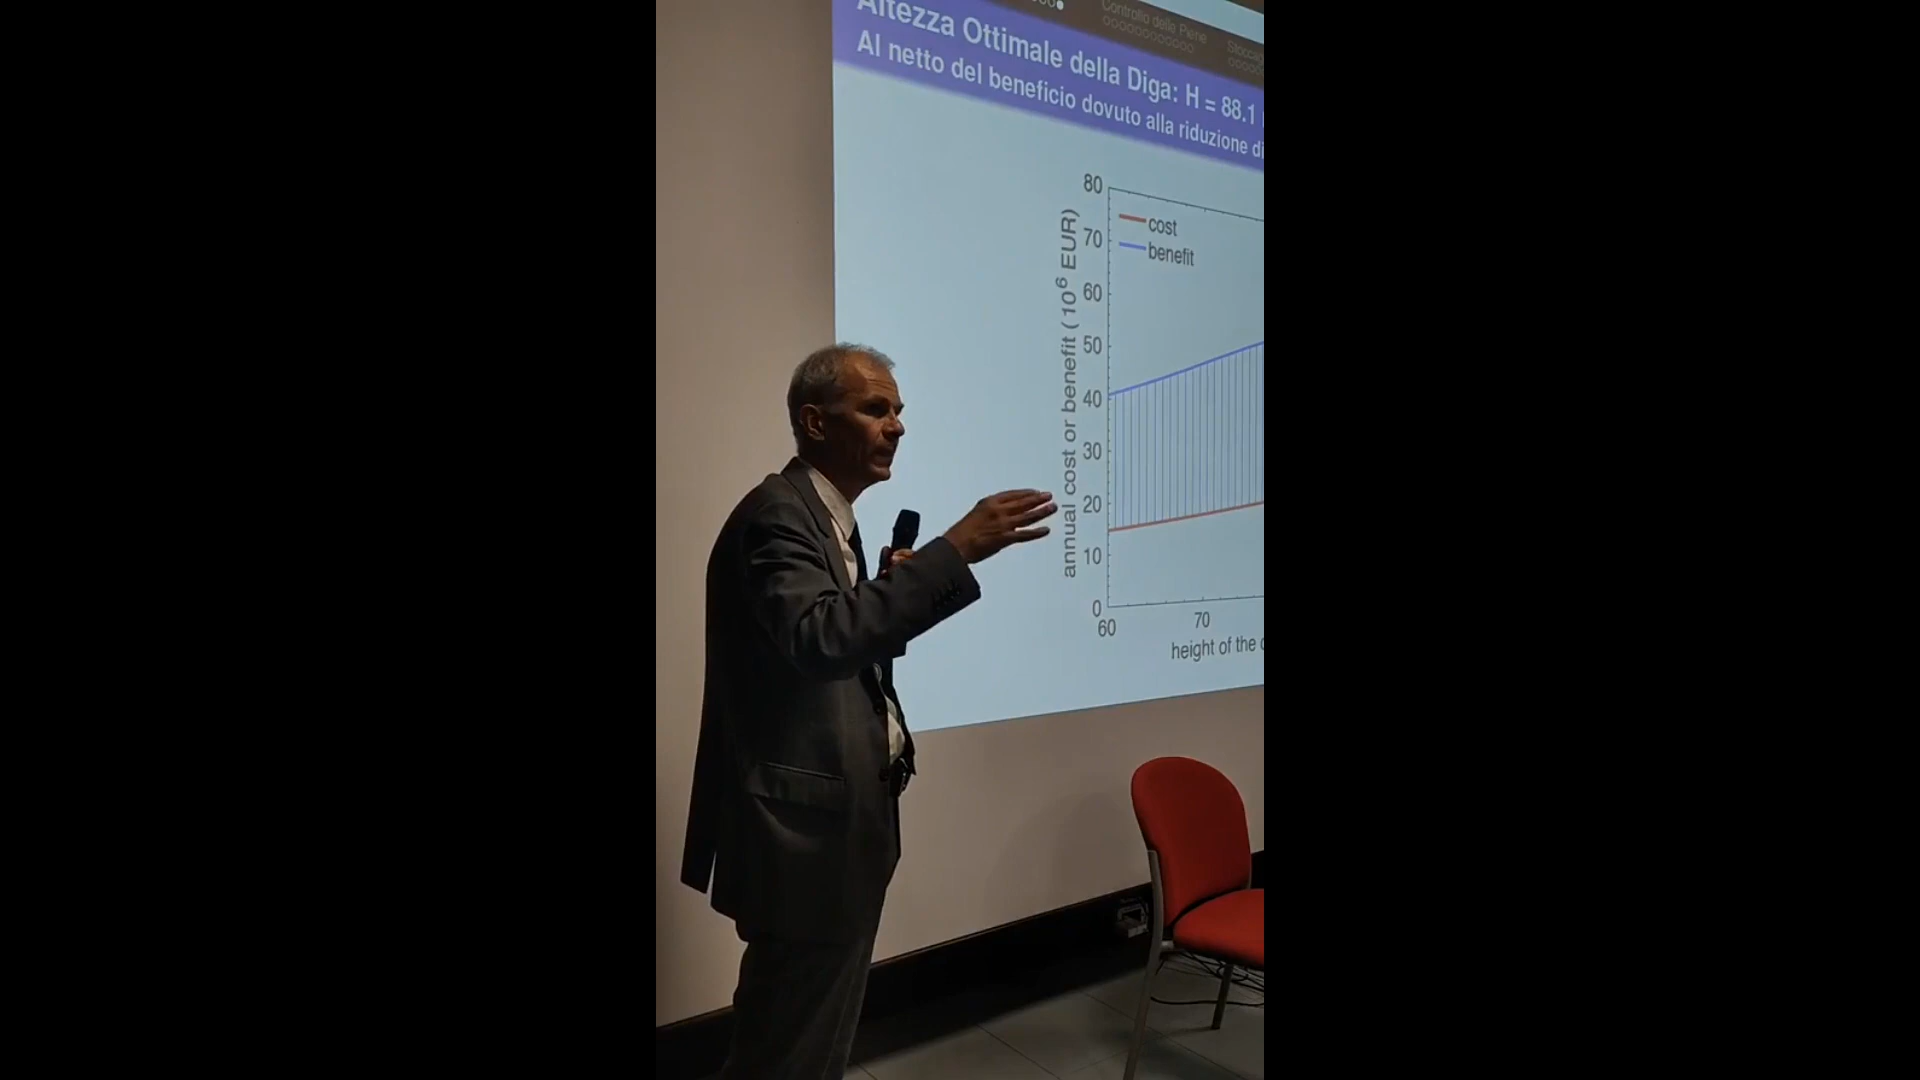 Controllo delle Piene
Altezza Ottimale della Diga: H = 88.1
Al netto del beneficio dovuto alla riduzione di
80
70
60
50
40
30
20
10
0
annual cost or benefit (10⁶ EUR)
cost
benefit
60
70
height of the